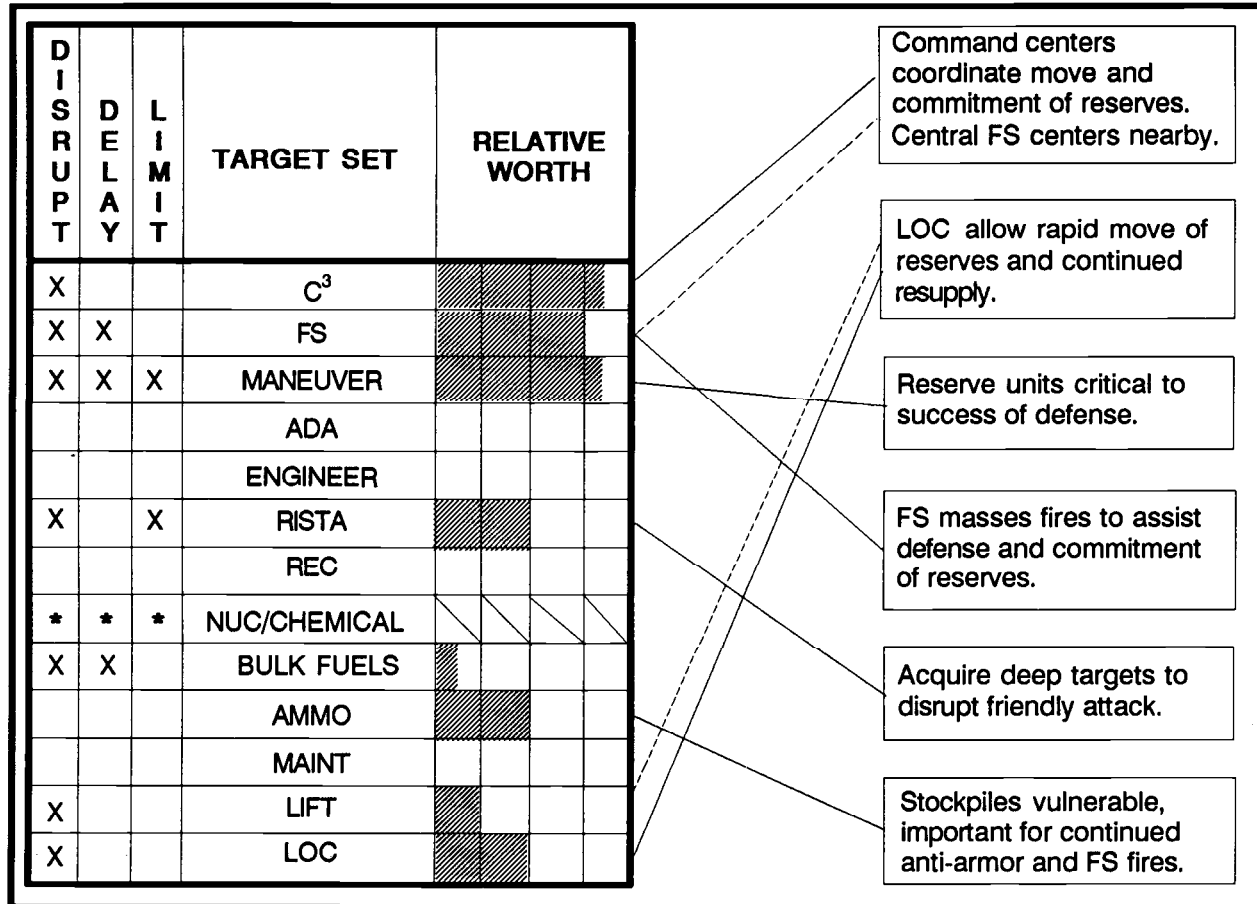 DISRUPT DELAY LIMIT TARGET SET RELATIVE WORTH
X C³
X X FS
X X X MANEUVER
ADA
ENGINEER
X X RISTA
REC
* * * NUC/CHEMICAL
X X BULK FUELS
AMMO
MAINT
X LIFT
X LOC
Command centers
coordinate move and
commitment of reserves.
Central FS centers nearby.
LOC allow rapid move of
reserves and continued
resupply.
Reserve units critical to
success of defense.
FS masses fires to assist
defense and commitment
of reserves.
Acquire deep targets to
disrupt friendly attack.
Stockpiles vulnerable,
important for continued
anti-armor and FS fires.